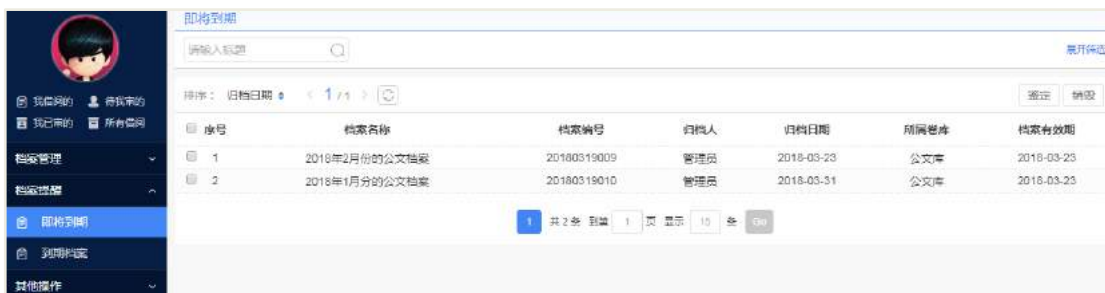 即将到期
请输入标题
展开筛选
我借阅的 待我审的
我已审的 所有借阅
排序： 归档日期 1 / 1
鉴定 销毁
序号 档案名称 档案编号 归档人 归档日期 所属卷库 档案有效期
1 2018年2月份的公文档案 20180319009 管理员 2018-03-23 公文库 2018-03-23
2 2018年1月分的公文档案 20180319010 管理员 2018-03-31 公文库 2018-03-23
1 共 2 条 到第 1 页 显示 15 条 Go
档案管理
档案提醒
即将到期
到期档案
其他操作